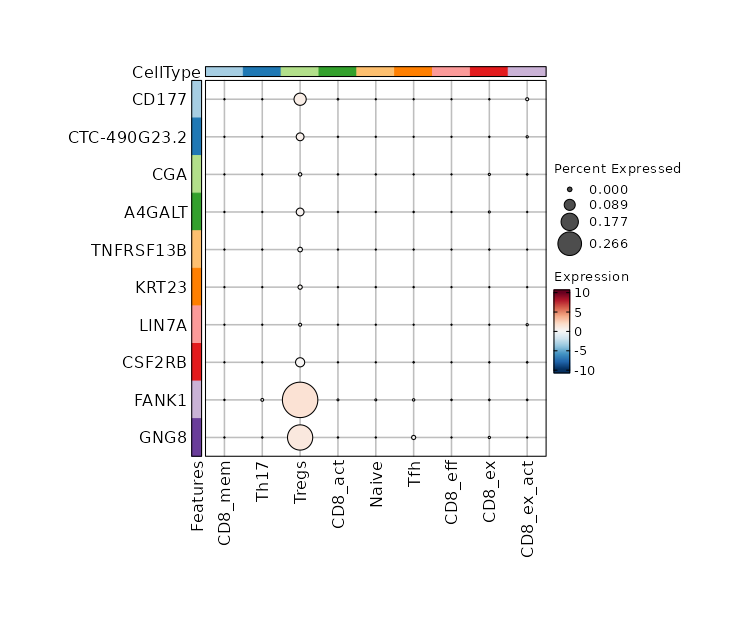 CellType
CD177
CTC-490G23.2
CGA
A4GALT
TNFRSF13B
KRT23
LIN7A
CSF2RB
FANK1
GNG8
Features
CD8_mem
Th17
Tregs
CD8_act
Naive
Tfh
CD8_eff
CD8_ex
CD8_ex_act
Percent Expressed
0.000
0.089
0.177
0.266
Expression
10
5
0
-5
-10